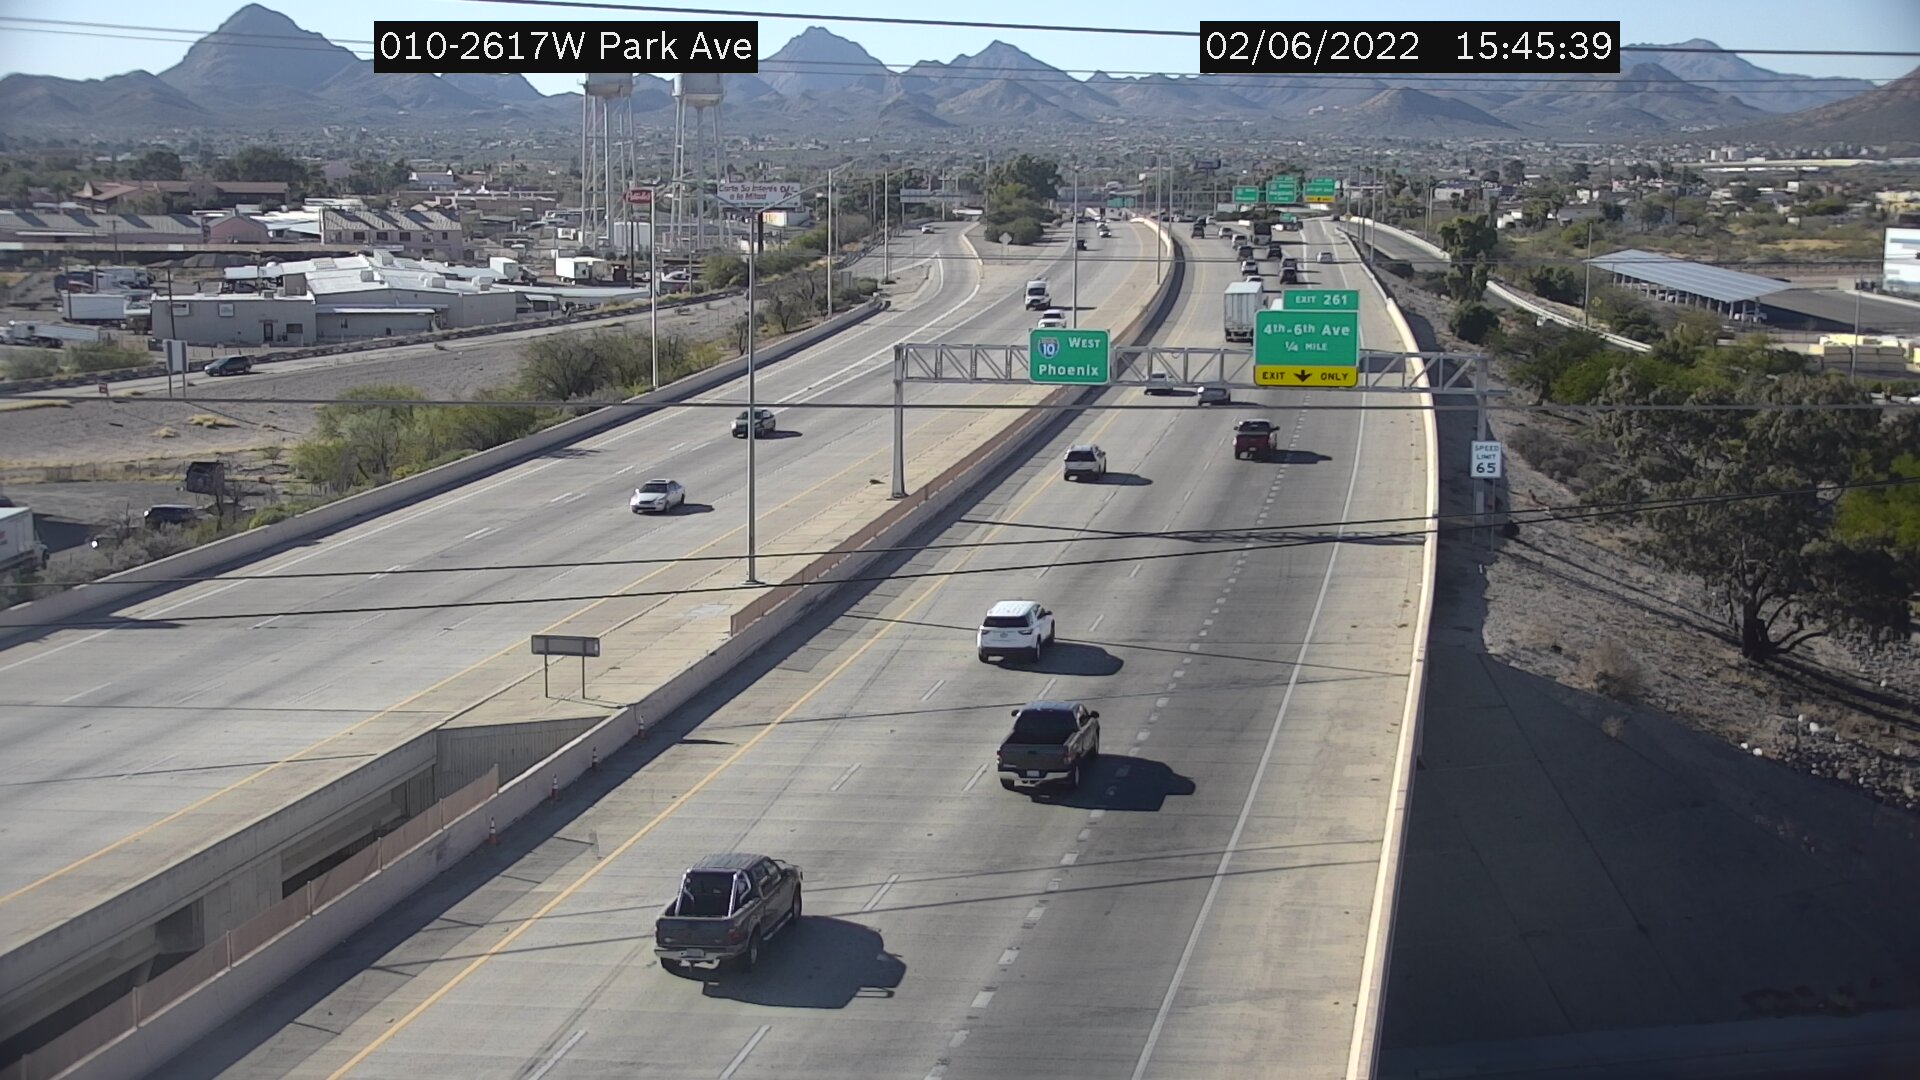 010-2617W Park Ave
02/06/2022 15:45:39
EXIT 261
4th-6th Ave
1/4 MILE
EXIT ONLY
10 WEST
Phoenix
SPEED
LIMIT
65